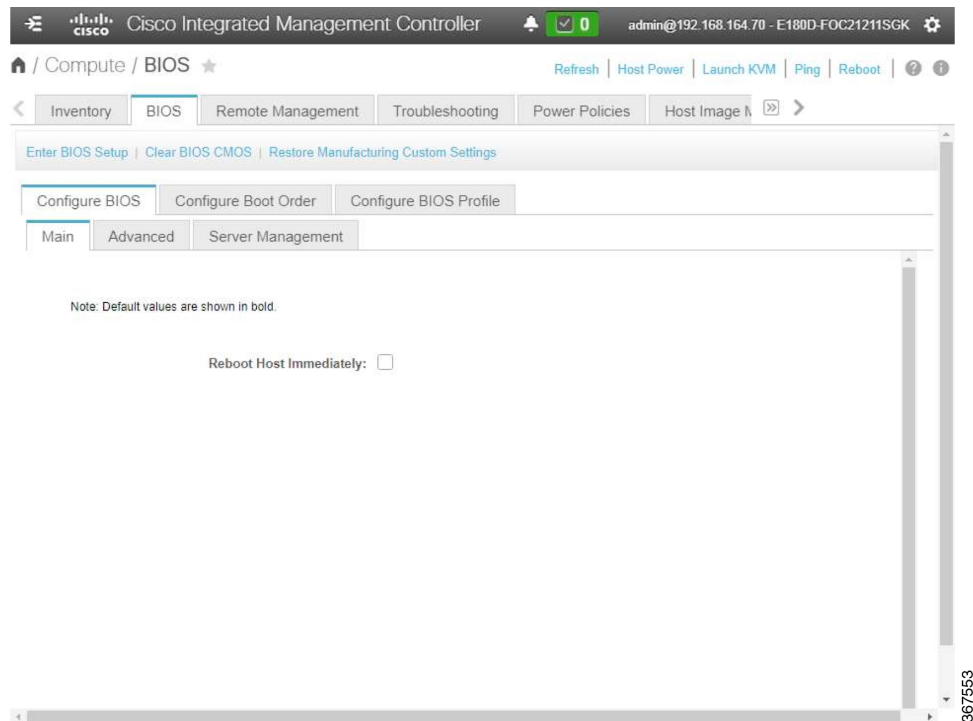 cisco Cisco Integrated Management Controller 0 admin@192.168.164.70 - E180D-FOC21211SGK
/ Compute / BIOS Refresh | Host Power | Launch KVM | Ping | Reboot | ? i
Inventory BIOS Remote Management Troubleshooting Power Policies Host Image
Enter BIOS Setup | Clear BIOS CMOS | Restore Manufacturing Custom Settings
Configure BIOS Configure Boot Order Configure BIOS Profile
Main Advanced Server Management
Note: Default values are shown in bold.
Reboot Host Immediately:
367553